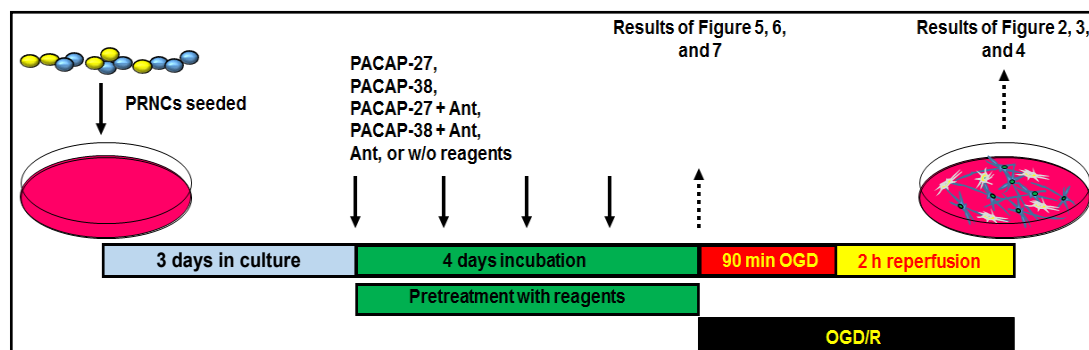 PRNCs seeded
PACAP-27,
PACAP-38,
PACAP-27 + Ant,
PACAP-38 + Ant,
Ant, or w/o reagents
Results of Figure 5, 6,
and 7
Results of Figure 2, 3,
and 4
3 days in culture
4 days incubation
90 min OGD
2 h reperfusion
Pretreatment with reagents
OGD/R